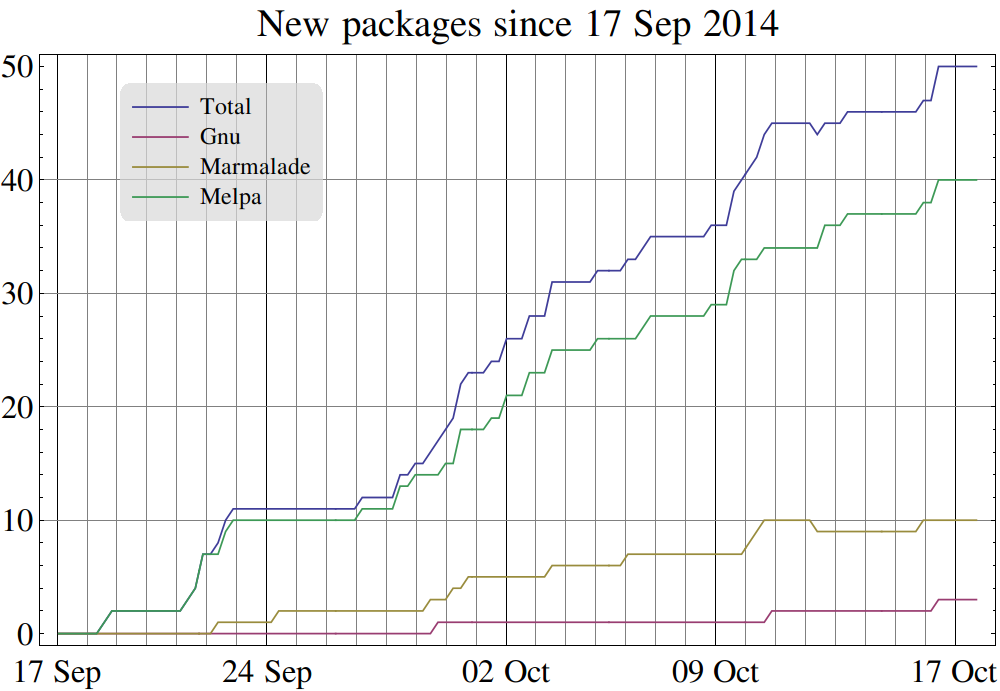 New packages since 17 Sep 2014
Total
Gnu
Marmalade
Melpa
50
40
30
20
10
0
17 Sep 24 Sep 02 Oct 09 Oct 17 Oct